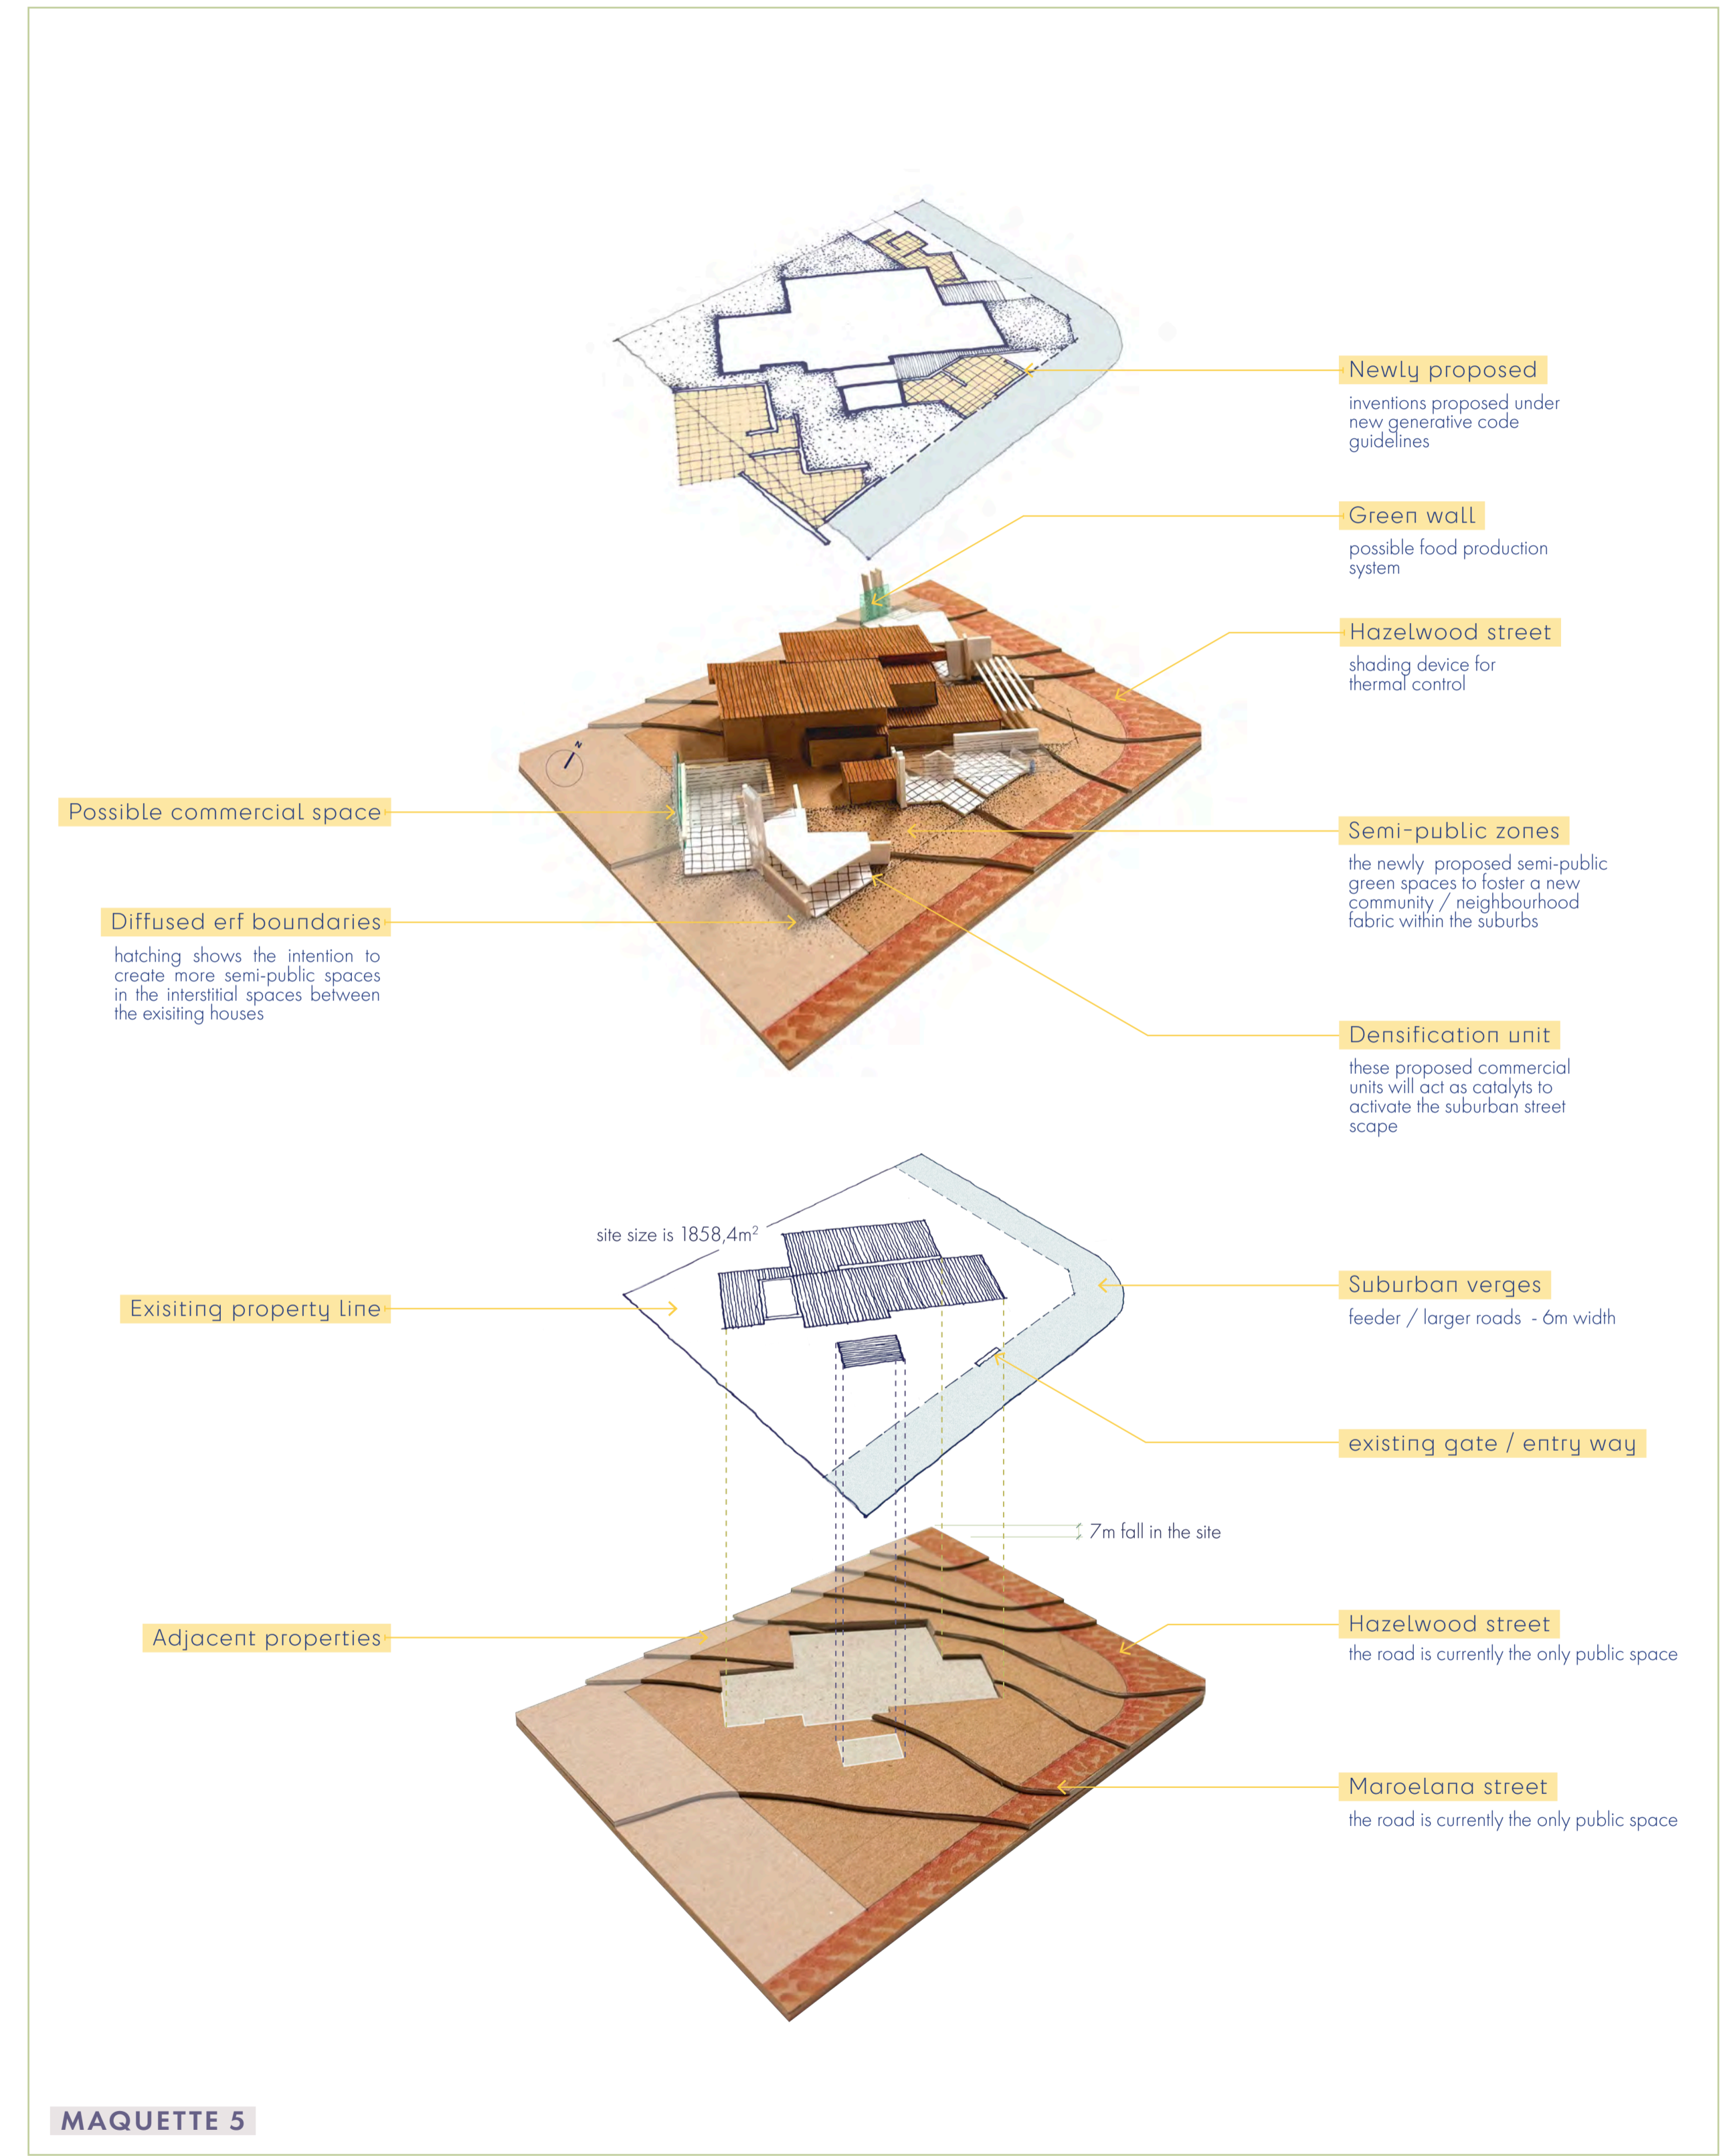 Newly proposed
inventions proposed under
new generative code
guidelines
Green wall
possible food production
system
Hazelwood street
shading device for
thermal control
N
Possible commercial space
Semi-public zones
the newly proposed semi-public
green spaces to foster a new
community / neighbourhood
fabric within the suburbs
Diffused erf boundaries
hatching shows the intention to
create more semi-public spaces
in the interstitial spaces between
the exisiting houses
Densification unit
these proposed commercial
units will act as catalyts to
activate the suburban street
scape
site size is 1858,4m²
Exisiting property line
Suburban verges
feeder / larger roads - 6m width
existing gate / entry way
7m fall in the site
Adjacent properties
Hazelwood street
the road is currently the only public space
Maroelana street
the road is currently the only public space
MAQUETTE 5